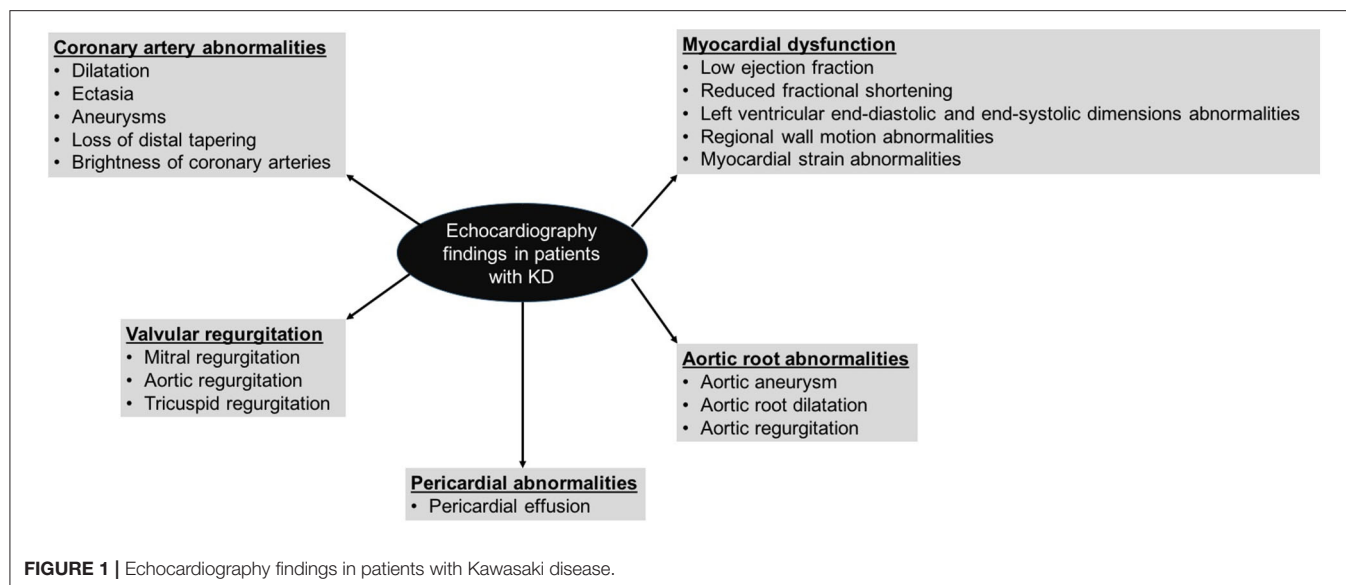 Coronary artery abnormalities
• Dilatation
• Ectasia
• Aneurysms
• Loss of distal tapering
• Brightness of coronary arteries
Myocardial dysfunction
• Low ejection fraction
• Reduced fractional shortening
• Left ventricular end-diastolic and end-systolic dimensions abnormalities
• Regional wall motion abnormalities
• Myocardial strain abnormalities
Echocardiography
findings in patients
with KD
Valvular regurgitation
• Mitral regurgitation
• Aortic regurgitation
• Tricuspid regurgitation
Aortic root abnormalities
• Aortic aneurysm
• Aortic root dilatation
• Aortic regurgitation
Pericardial abnormalities
• Pericardial effusion
FIGURE 1 | Echocardiography findings in patients with Kawasaki disease.